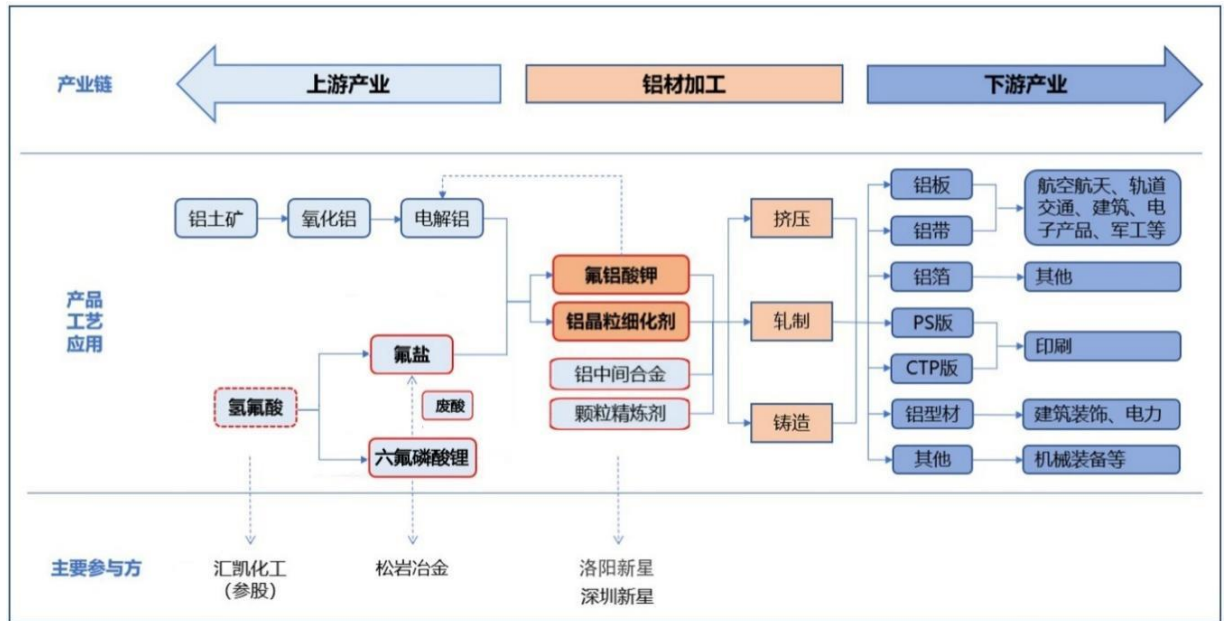 产业链
上游产业
铝材加工
下游产业
产品
工艺
应用
铝土矿
氧化铝
电解铝
氢氟酸
氟盐
废酸
六氟磷酸锂
氟铝酸钾
铝晶粒细化剂
铝中间合金
颗粒精炼剂
挤压
轧制
铸造
铝板
铝带
铝箔
PS版
CTP版
铝型材
其他
航空航天、轨道
交通、建筑、电
子产品、军工等
其他
印刷
建筑装饰、电力
机械装备等
主要参与方
汇凯化工
(参股)
松岩冶金
洛阳新星
深圳新星